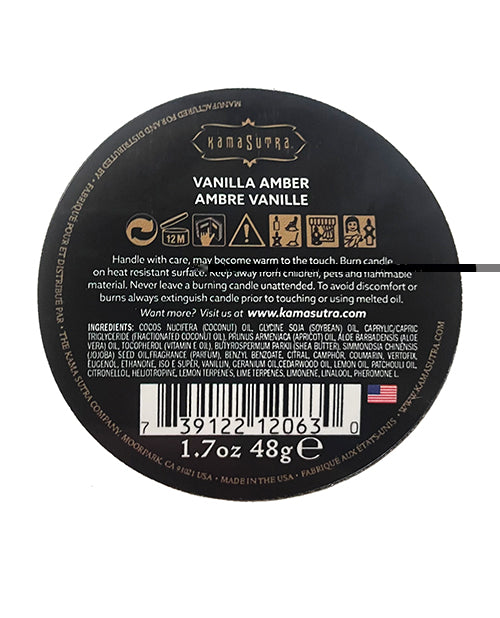 MANUFACTURED FOR AND DISTRIBUTED BY • FABRIQUÉ POUR ET DISTRIBUÉ PAR • THE KAMA SUTRA COMPANY, MOORPARK, CA 93021 USA • MADE IN THE USA • FABRIQUE AUX ÉTATS-UNIS • WWW.KAMASUTRA.COM
KAMASUTRA
VANILLA AMBER
AMBRE VANILLE
12M
Handle with care, may become warm to the touch. Burn candle
on heat resistant surface. Keep away from children, pets and flammable
material. Never leave a burning candle unattended. To avoid discomfort or
burns always extinguish candle prior to touching or using melted oil.
Want more? Visit us at www.kamasutra.com
INGREDIENTS: COCOS NUCIFERA (COCONUT) OIL, GLYCINE SOJA (SOYBEAN) OIL, CAPRYLIC/CAPRIC
TRIGLYCERIDE (FRACTIONATED COCONUT OIL), PRUNUS ARMENIACA (APRICOT) OIL, ALOE BARBADENSIS (ALOE
VERA) OIL, TOCOPHEROL (VITAMIN E OIL), BUTYROSPERMUM PARKII (SHEA BUTTER), SIMMONDSIA CHINENSIS
(JOJOBA) SEED OIL, FRAGRANCE (PARFUM), BENZYL BENZOATE, CITRAL, CAMPHOR, COUMARIN, VERTOFIX,
EUGENOL, ETHANONE, ISO E SUPER, VANILLIN, GERANIUM OIL, CEDARWOOD OIL, LEMON OIL, PATCHOULI OIL,
CITRONELLOL, HELIOTROPINE, LEMON TERPENES, LIME TERPENES, LIMONENE, LINALOOL, PHEROMONE L.
7 39122 12063 0
1.7oz 48g e